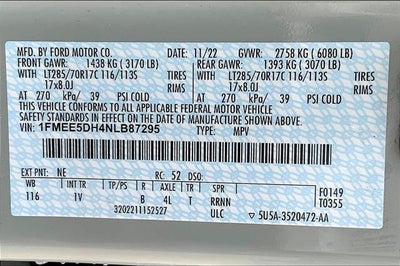 MFD. BY FORD MOTOR CO. 11/22 GVWR: 2758 KG (6080 LB)
FRONT GAWR: 1438 KG (3170 LB) REAR GAWR: 1393 KG (3070 LB)
LT285/70R17C 116/113S TIRES LT285/70R17C 116/113S TIRES
17x8.0J RIMS 17x8.0J RIMS
AT 270 kPa/ 39 PSI COLD AT 270 kPa/ 39 PSI COLD
THIS VEHICLE CONFORMS TO ALL APPLICABLE FEDERAL MOTOR VEHICLE
SAFETY STANDARDS IN EFFECT ON THE DATE OF MANUFACTURE SHOWN ABOVE.
VIN: 1FMEE5DH4NLB87295 TYPE: MPV
EXT PNT: NE RC: 52 DSO:
WB INT TR TP/PS R AXLE TR SPR F0149
116 1V B 4L T RRNN T0355
3202211152527 ULC 5U5A-3520472-AA